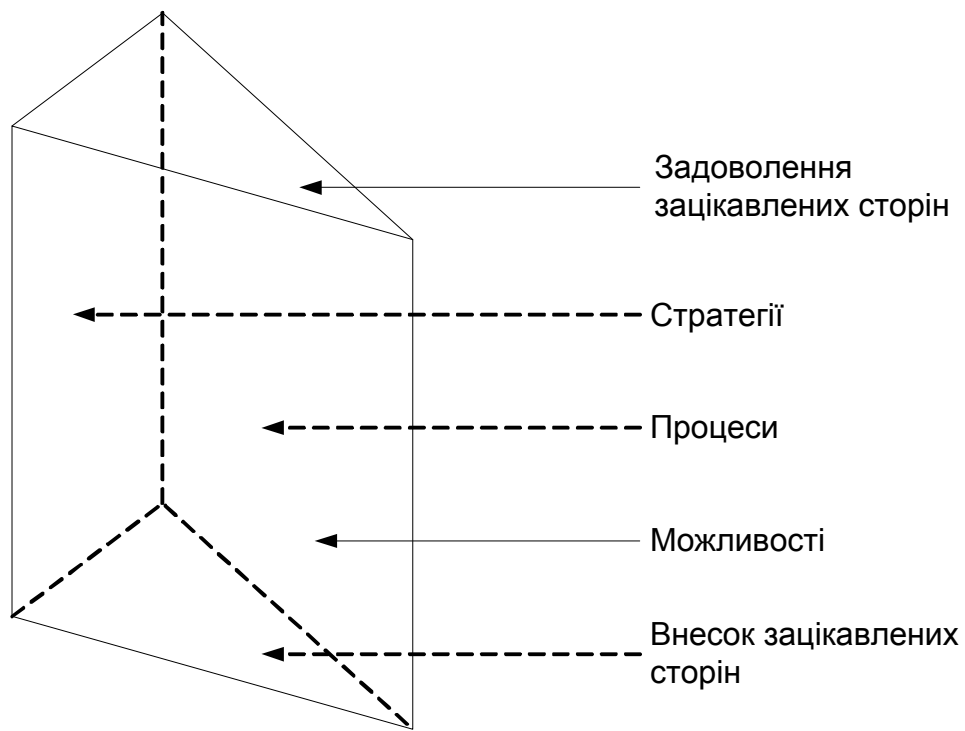 Задоволення
зацікавлених сторін
Стратегії
Процеси
Можливості
Внесок зацікавлених
сторін